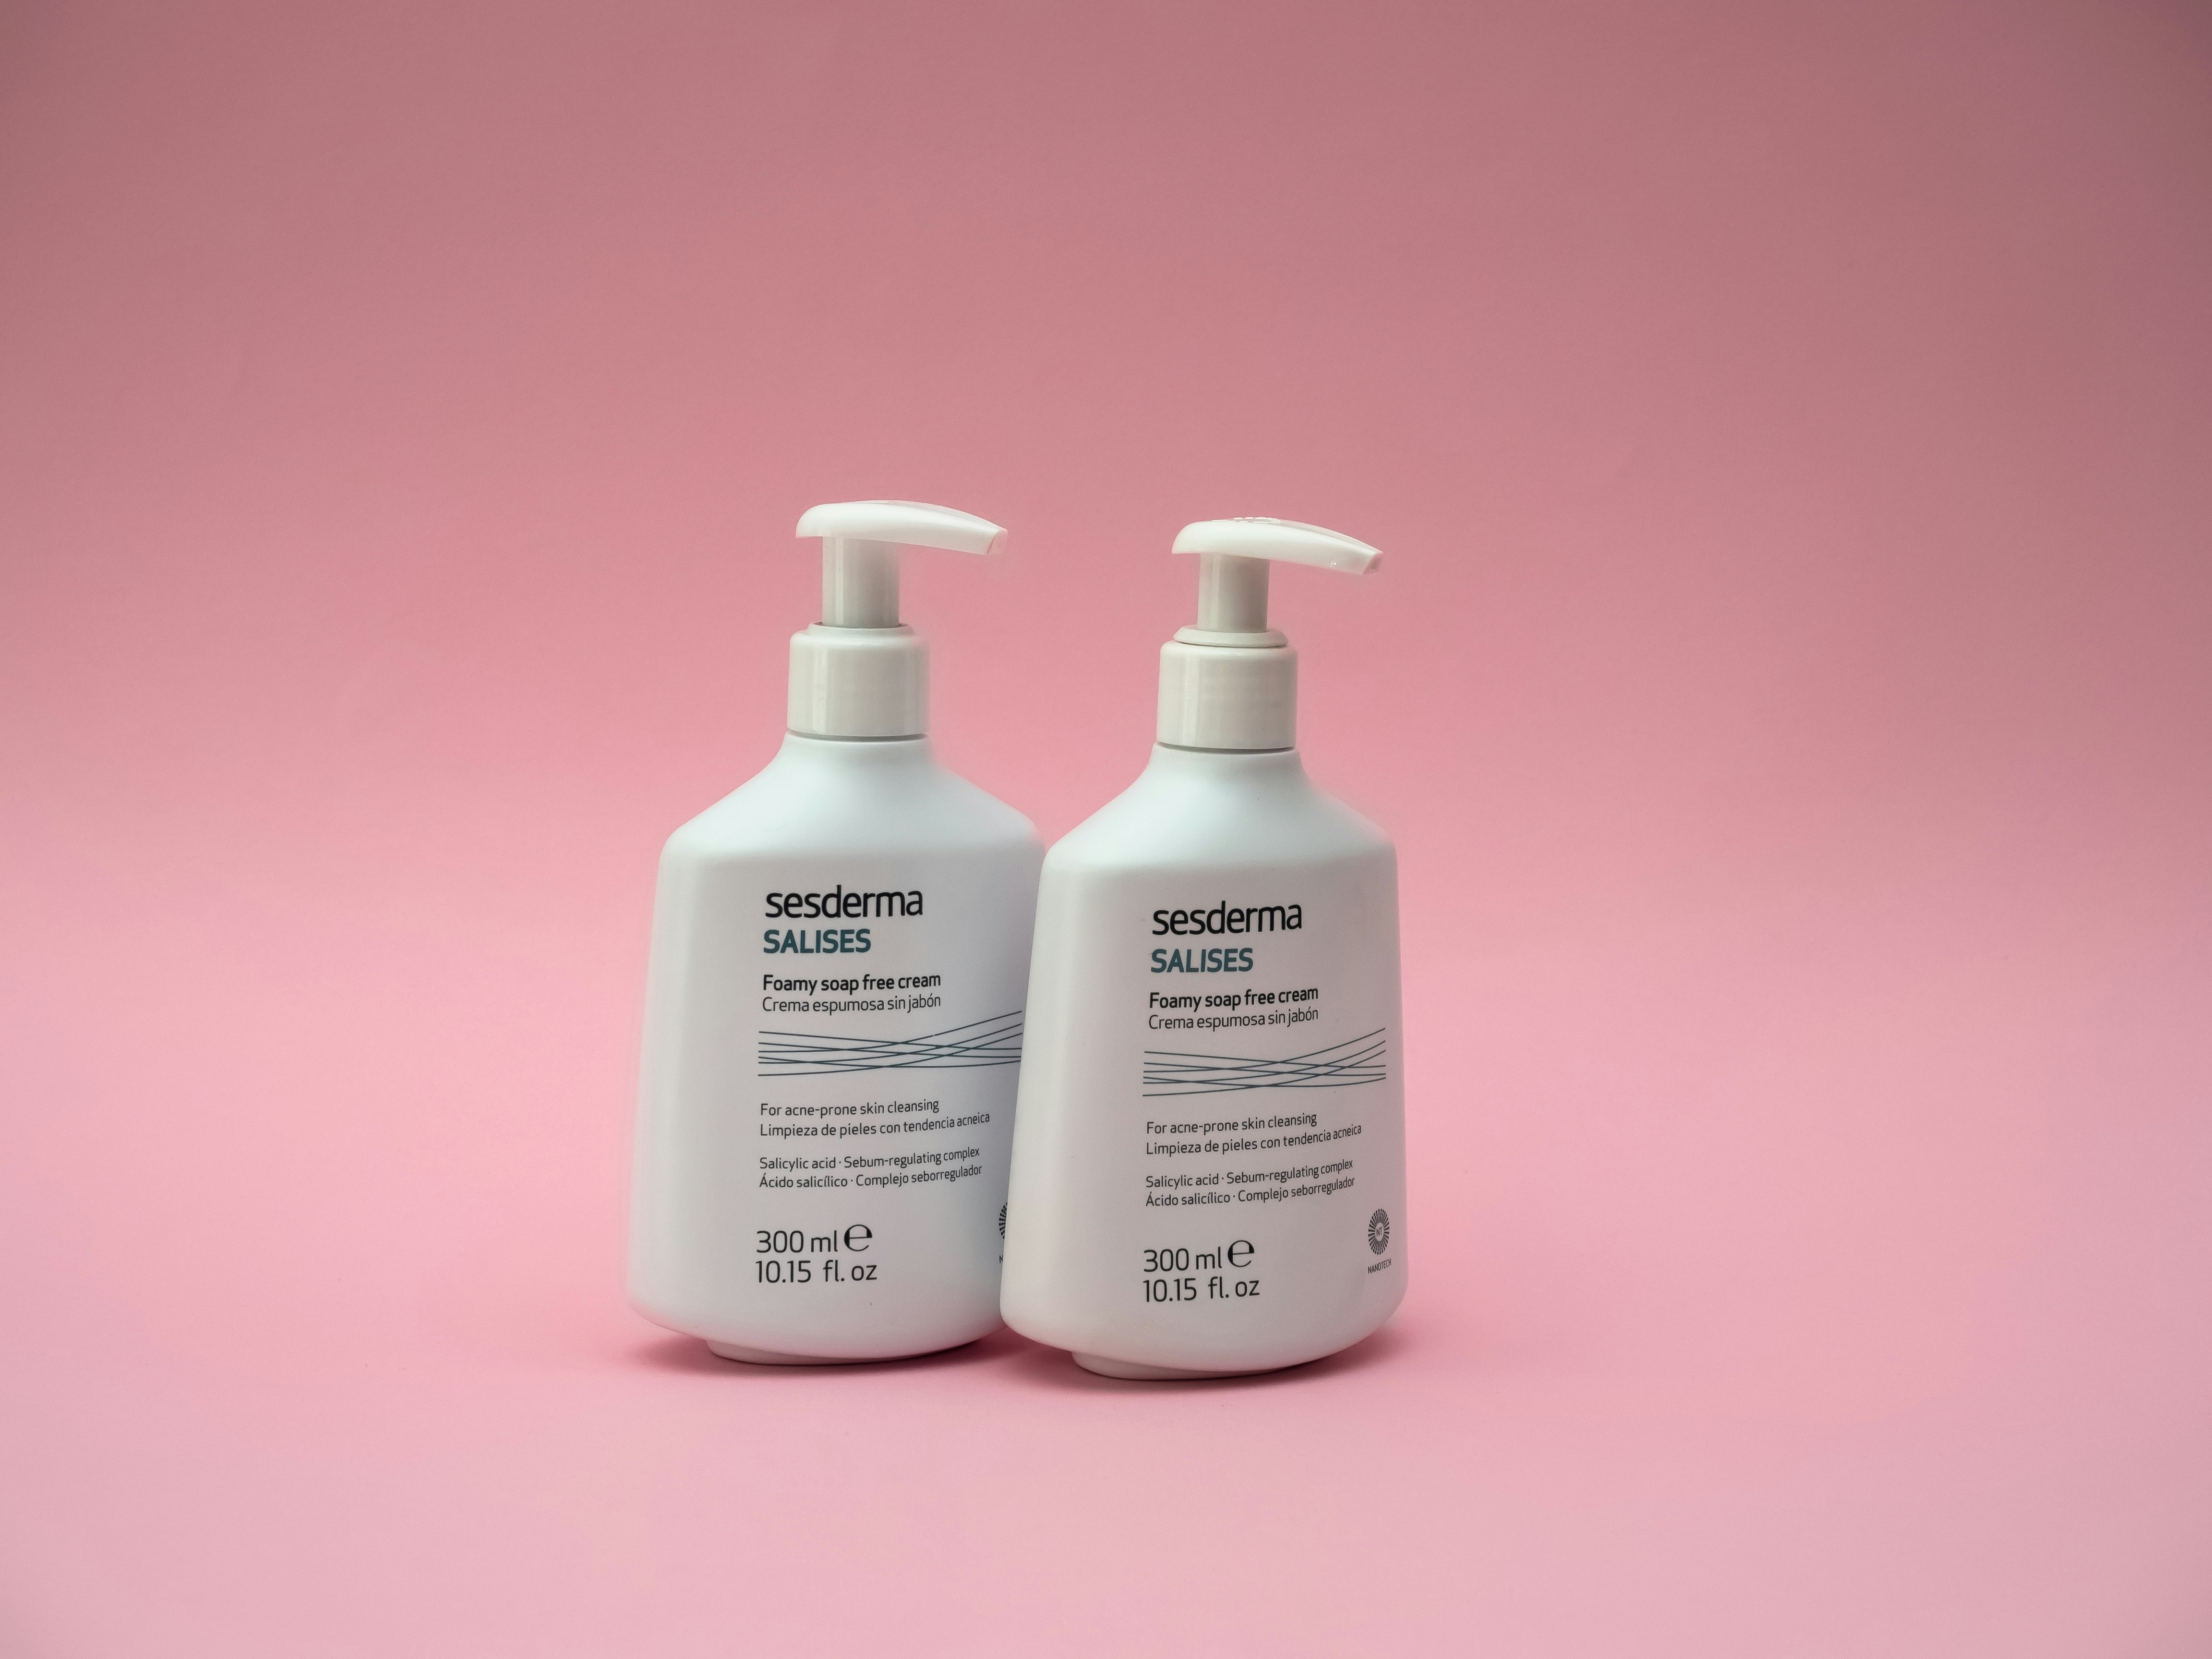 sesderma
SALISES
Foamy soap free cream
Crema espumosa sin jabón
For acne-prone skin cleansing
Limpieza de pieles con tendencia acneica
Salicylic acid · Sebum-regulating complex
Ácido salicílico · Complejo seborregulador
300 ml ℮
10.15 fl. oz
sesderma
SALISES
Foamy soap free cream
Crema espumosa sin jabón
For acne-prone skin cleansing
Limpieza de pieles con tendencia acneica
Salicylic acid · Sebum-regulating complex
Ácido salicílico · Complejo seborregulador
300 ml ℮
10.15 fl. oz
NANOTECH